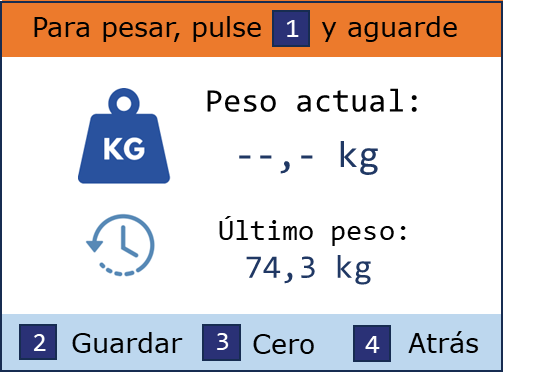 Para pesar, pulse 1 y aguarde
Peso actual:
KG
--,- kg
Último peso:
74,3 kg
2 Guardar 3 Cero 4 Atrás